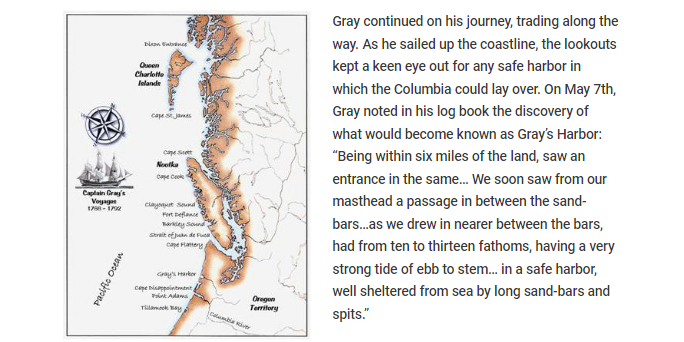 Dixon Entrance
Queen
Charlotte
Islands
Cape St. James
Cape Scott
Nootka
Cape Cook
Captain Gray's
Voyages
1788 - 1792
Clayoquot Sound
Fort Defiance
Barkley Sound
Strait of Juan de Fuca
Cape Flattery
Pacific Ocean
Gray's Harbor
Cape Disappointment
Point Adams
Tillamook Bay
Oregon
Territory
Columbia River
Gray continued on his journey, trading along the
way. As he sailed up the coastline, the lookouts
kept a keen eye out for any safe harbor in
which the Columbia could lay over. On May 7th,
Gray noted in his log book the discovery of
what would become known as Gray's Harbor:
“Being within six miles of the land, saw an
entrance in the same... We soon saw from our
masthead a passage in between the sand-
bars...as we drew in nearer between the bars,
had from ten to thirteen fathoms, having a very
strong tide of ebb to stem... in a safe harbor,
well sheltered from sea by long sand-bars and
spits.”